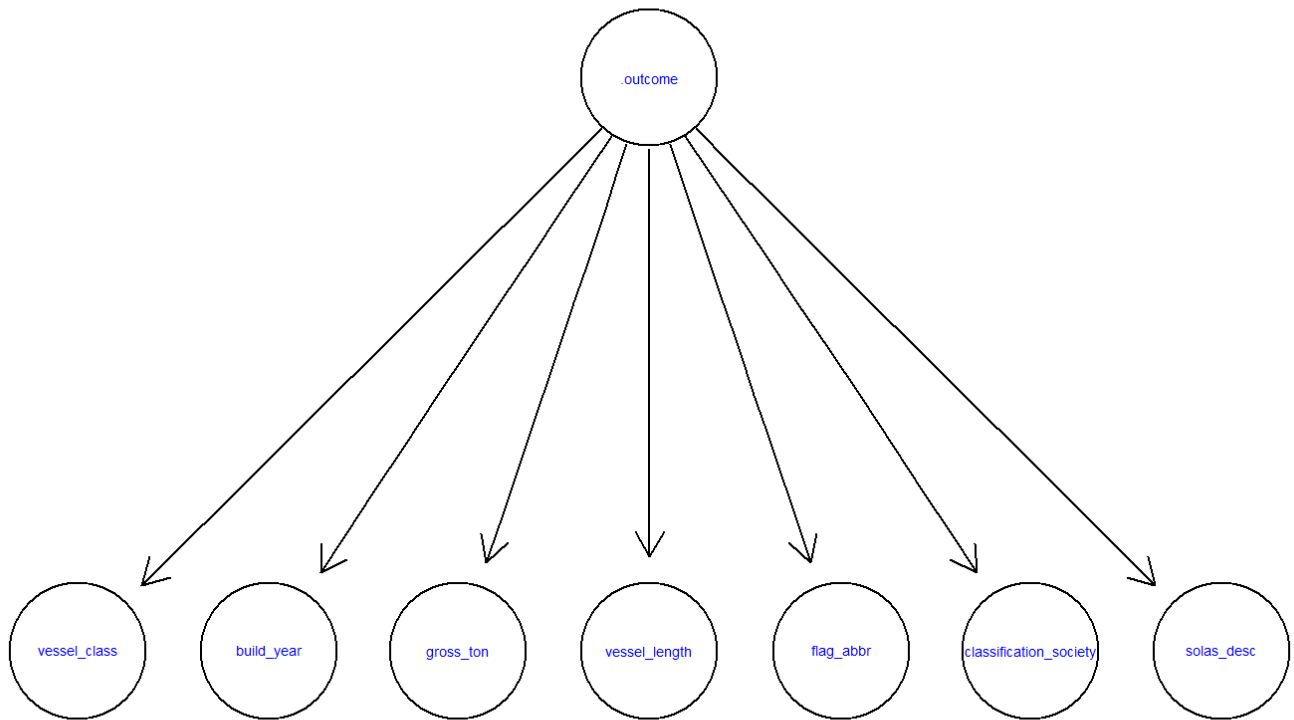 .outcome
vessel_class
build_year
gross_ton
vessel_length
flag_abbr
classification_society
solas_desc